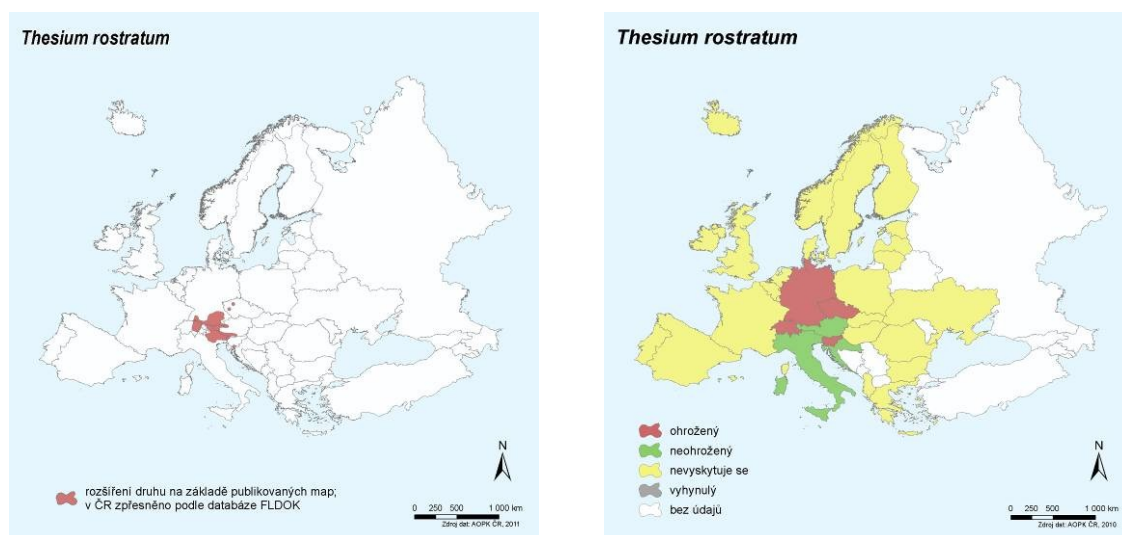 Thesium rostratum
N
rozšíření druhu na základě publikovaných map;
v ČR zpřesněno podle databáze FLDOK
0 250 500 1 000 km
Zdroj dat: AOPK ČR, 2011
Thesium rostratum
ohrožený
neohrožený
nevyskytuje se
vyhynulý
bez údajů
N
0 250 500 1 000 km
Zdroj dat: AOPK ČR, 2010